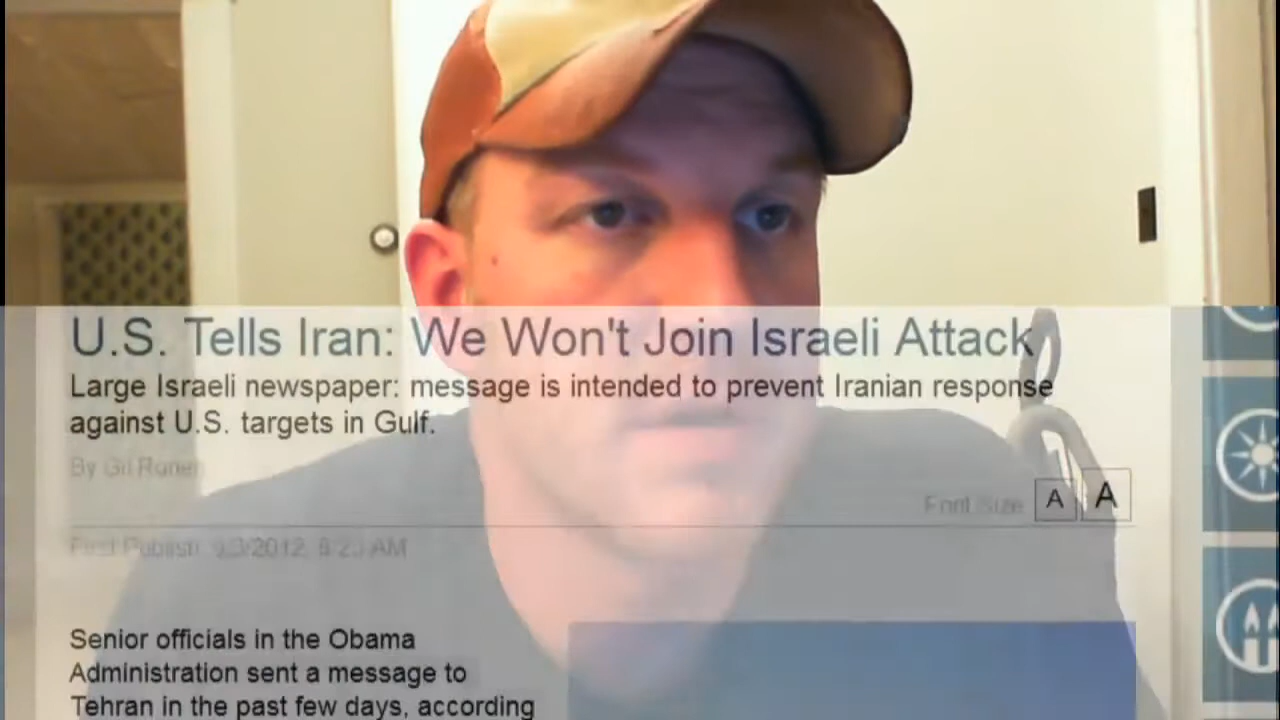 U.S. Tells Iran: We Won't Join Israeli Attack
Large Israeli newspaper: message is intended to prevent Iranian response
against U.S. targets in Gulf.
By Gil Ronen
Font Size A A
First Publish: 9/3/2012, 8:23 AM
Senior officials in the Obama
Administration sent a message to
Tehran in the past few days, according